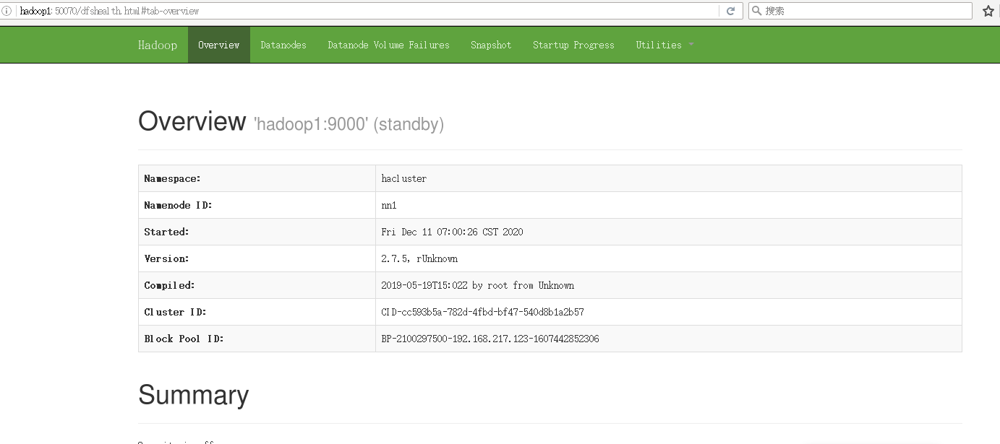 hadoop1:50070/dfshealth.html#tab-overview 搜索
Hadoop Overview Datanodes Datanode Volume Failures Snapshot Startup Progress Utilities
Overview 'hadoop1:9000' (standby)
Namespace: hacluster
Namenode ID: nn1
Started: Fri Dec 11 07:00:26 CST 2020
Version: 2.7.5, rUnknown
Compiled: 2019-05-19T15:02Z by root from Unknown
Cluster ID: CID-cc593b5a-782d-4fbd-bf47-540d8b1a2b57
Block Pool ID: BP-2100297500-192.168.217.123-1607442852306
Summary